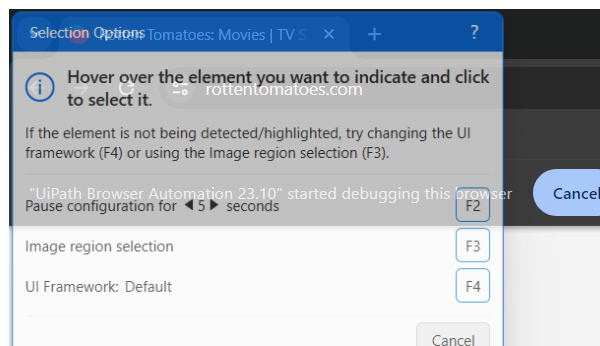 Selection Options
Rotten Tomatoes: Movies | TV S
?
Hover over the element you want to indicate and click
to select it.
rottentomatoes.com
If the element is not being detected/highlighted, try changing the UI
framework (F4) or using the Image region selection (F3).
"UiPath Browser Automation 23.10" started debugging this browser
Cancel
Pause configuration for 5 seconds
F2
Image region selection
F3
UI Framework: Default
F4
Cancel